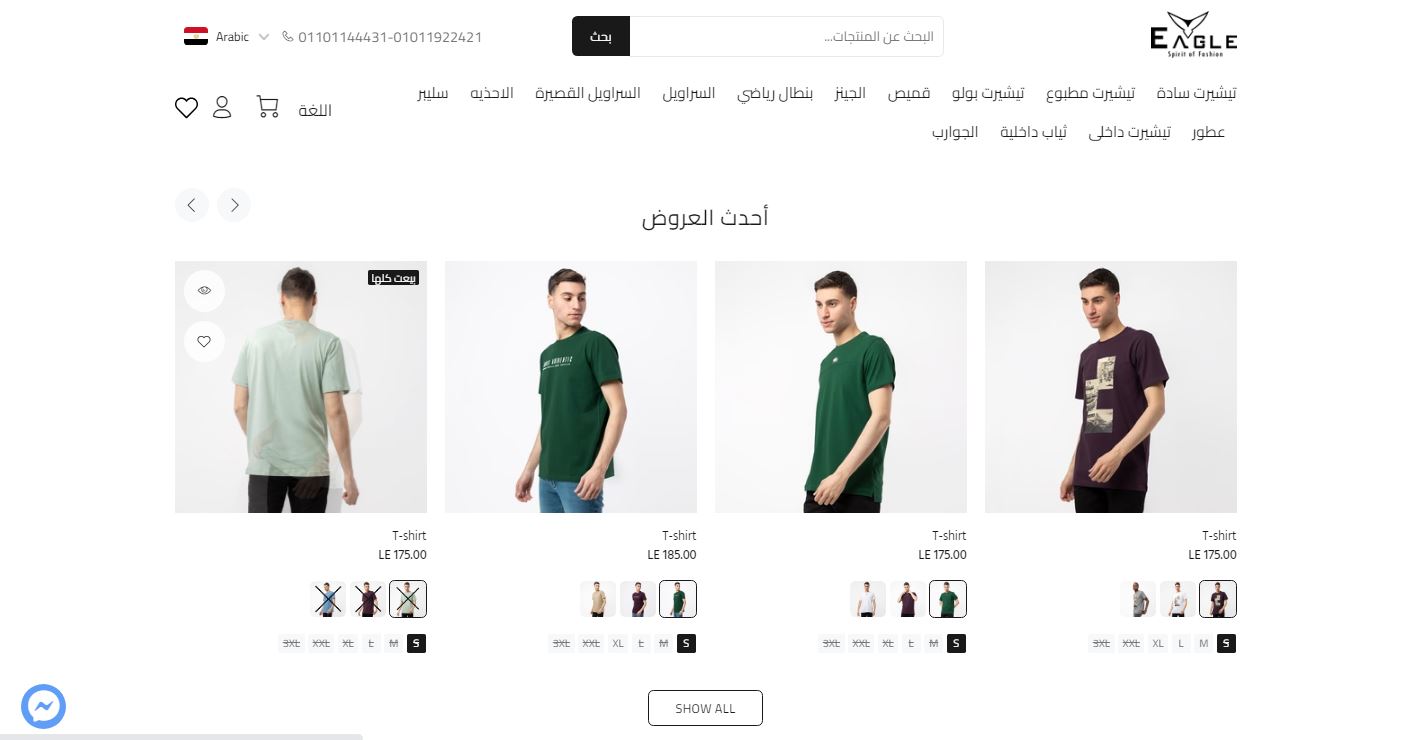 EAGLE
Spirit of Fashion
البحث عن المنتجات...
بحث
01101144431-01011922421
Arabic
تيشيرت سادة تيشيرت مطبوع تيشيرت بولو قميص الجينز بنطال رياضي السراويل السراويل القصيرة الاحذيه سليبر
عطور تيشيرت داخلى ثياب داخلية الجوارب
اللغة
أحدث العروض
بيعت كلها
T-shirt
LE 175.00
S M L XL XXL 3XL
T-shirt
LE 175.00
S M L XL XXL 3XL
T-shirt
LE 185.00
S M L XL XXL 3XL
T-shirt
LE 175.00
S M L XL XXL 3XL
SHOW ALL